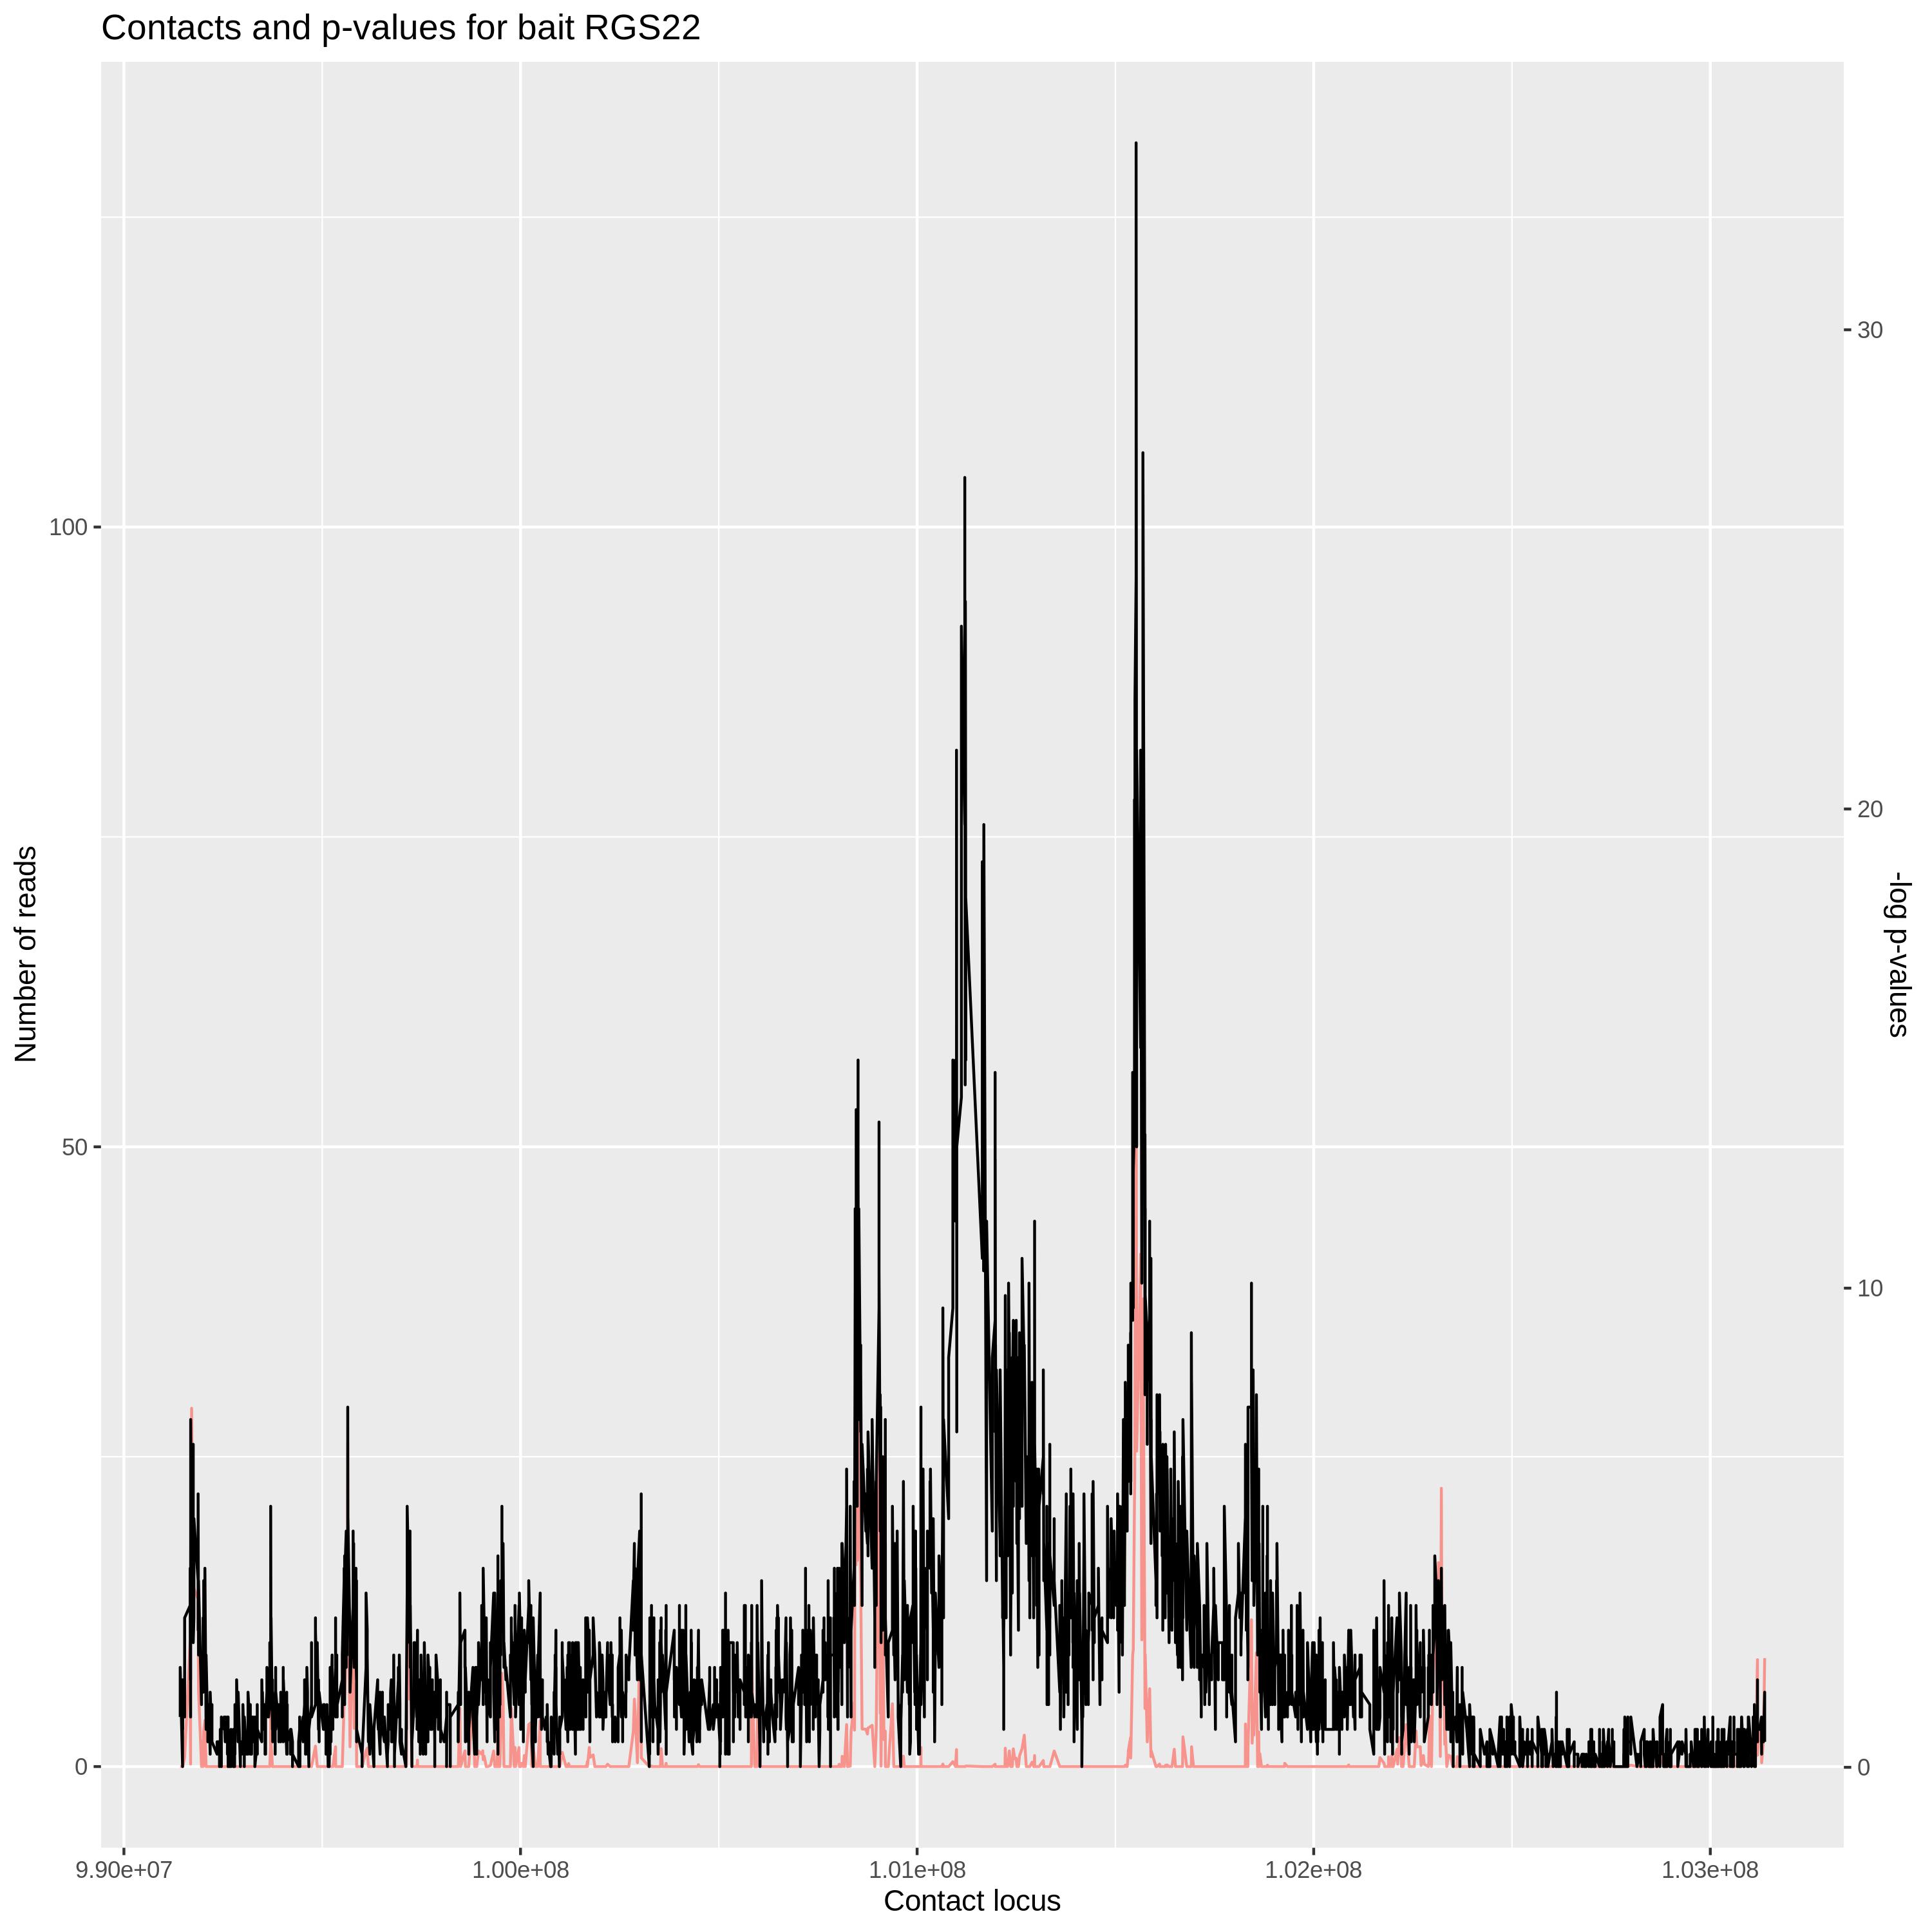 Contacts and p-values for bait RGS22
Number of reads
100
50
0
30
20
10
0
-log p-values
9.90e+07 1.00e+08 1.01e+08 1.02e+08 1.03e+08
Contact locus